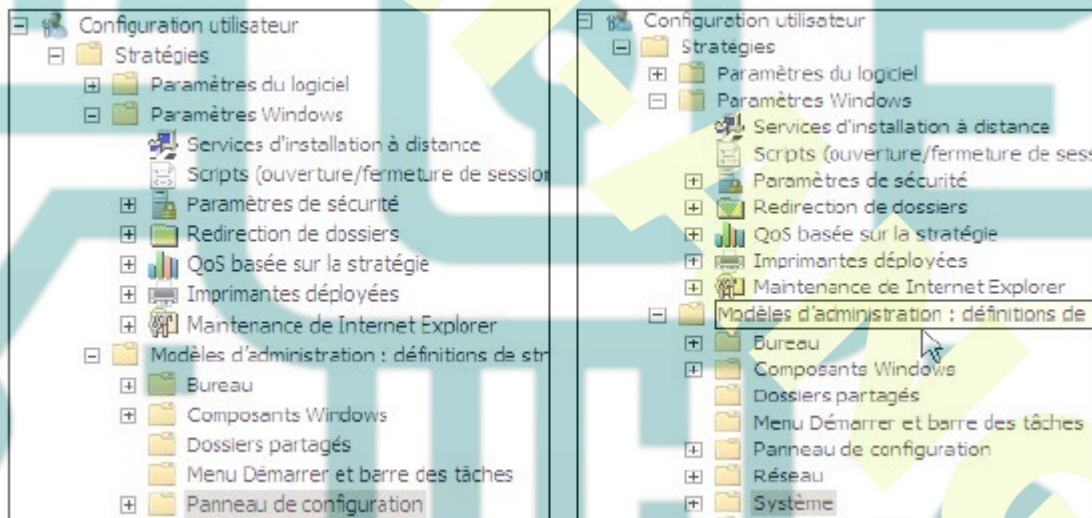 Configuration utilisateur
Stratégies
Paramètres du logiciel
Paramètres Windows
Services d'installation à distance
Scripts (ouverture/fermeture de session
Paramètres de sécurité
Redirection de dossiers
QoS basée sur la stratégie
Imprimantes déployées
Maintenance de Internet Explorer
Modèles d'administration : définitions de str
Bureau
Composants Windows
Dossiers partagés
Menu Démarrer et barre des tâches
Panneau de configuration
Configuration utilisateur
Stratégies
Paramètres du logiciel
Paramètres Windows
Services d'installation à distance
Scripts (ouverture/fermeture de sess
Paramètres de sécurité
Redirection de dossiers
QoS basée sur la stratégie
Imprimantes déployées
Maintenance de Internet Explorer
Modèles d'administration : définitions de
Bureau
Composants Windows
Dossiers partagés
Menu Démarrer et barre des tâches
Panneau de configuration
Réseau
Système